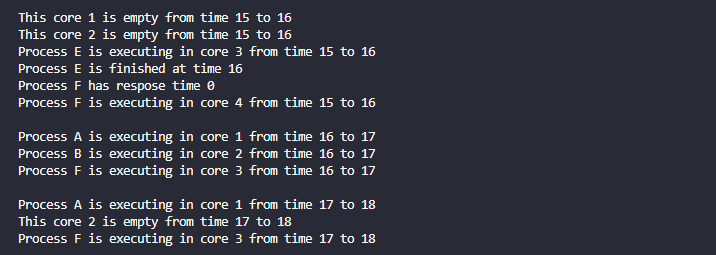 This core 1 is empty from time 15 to 16
This core 2 is empty from time 15 to 16
Process E is executing in core 3 from time 15 to 16
Process E is finished at time 16
Process F has respose time 0
Process F is executing in core 4 from time 15 to 16
Process A is executing in core 1 from time 16 to 17
Process B is executing in core 2 from time 16 to 17
Process F is executing in core 3 from time 16 to 17
Process A is executing in core 1 from time 17 to 18
This core 2 is empty from time 17 to 18
Process F is executing in core 3 from time 17 to 18